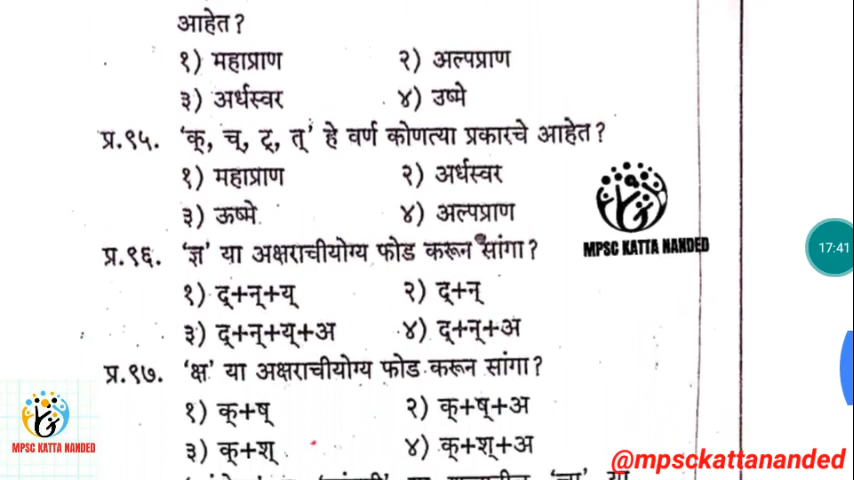 आहेत?
१) महाप्राण २) अल्पप्राण
३) अर्धस्वर ४) उष्मे
प्र.९५. 'क्, च्, ट्, त्' हे वर्ण कोणत्या प्रकारचे आहेत?
१) महाप्राण २) अर्धस्वर
३) ऊष्मे. ४) अल्पप्राण
MPSC KATTA NANDED
17:41
प्र.९६. 'ज्ञ' या अक्षराचीयोग्य फोड करून सांगा?
१) द्+न्+य् २) द्+न्
३) द्+न्+य्+अ ४) द्+न्+अ
प्र.९७. 'क्ष' या अक्षराचीयोग्य फोड करून सांगा?
१) क्+ष् २) क्+ष्+अ
३) क्+श् ४) क्+श्+अ
MPSC KATTA NANDED
@mpsckattananded